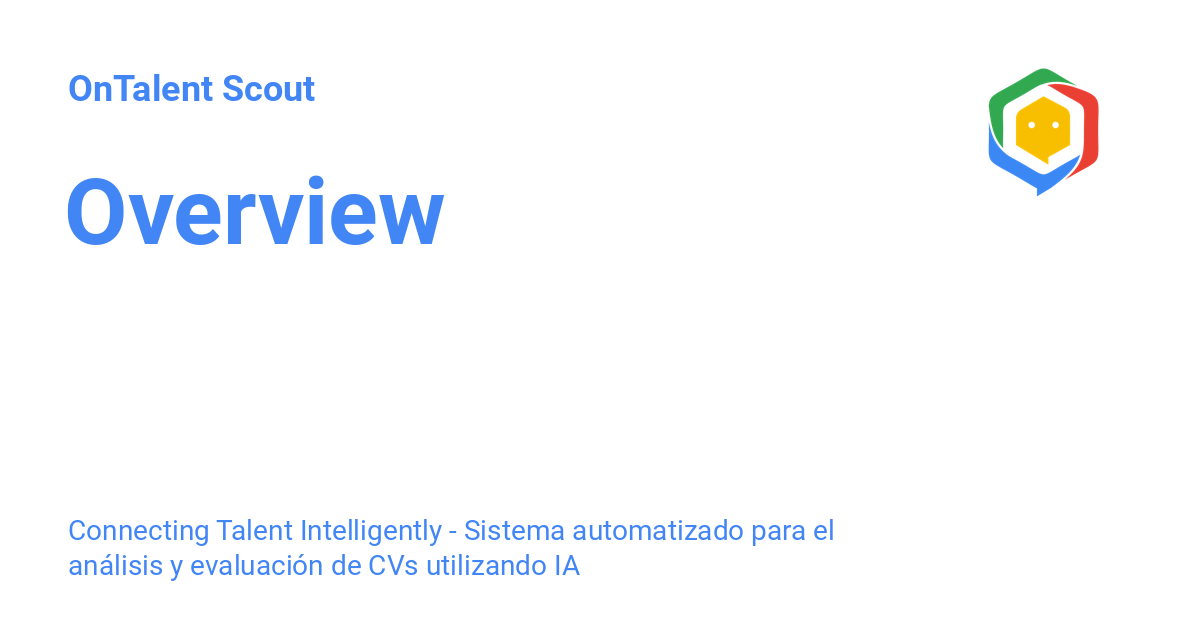 OnTalent Scout
Overview
Connecting Talent Intelligently - Sistema automatizado para el
análisis y evaluación de CVs utilizando IA